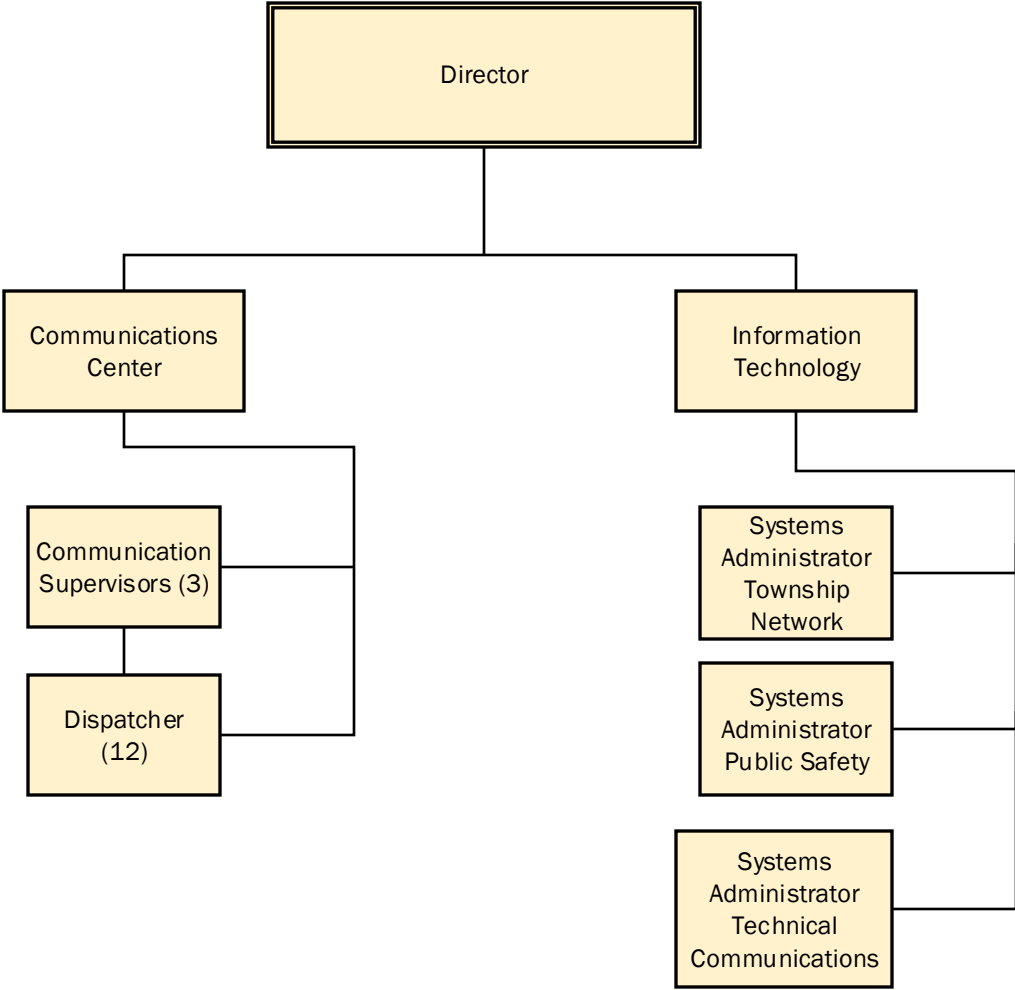 Director
Communications
Center
Information
Technology
Communication
Supervisors (3)
Dispatcher
(12)
Systems
Administrator
Township
Network
Systems
Administrator
Public Safety
Systems
Administrator
Technical
Communications